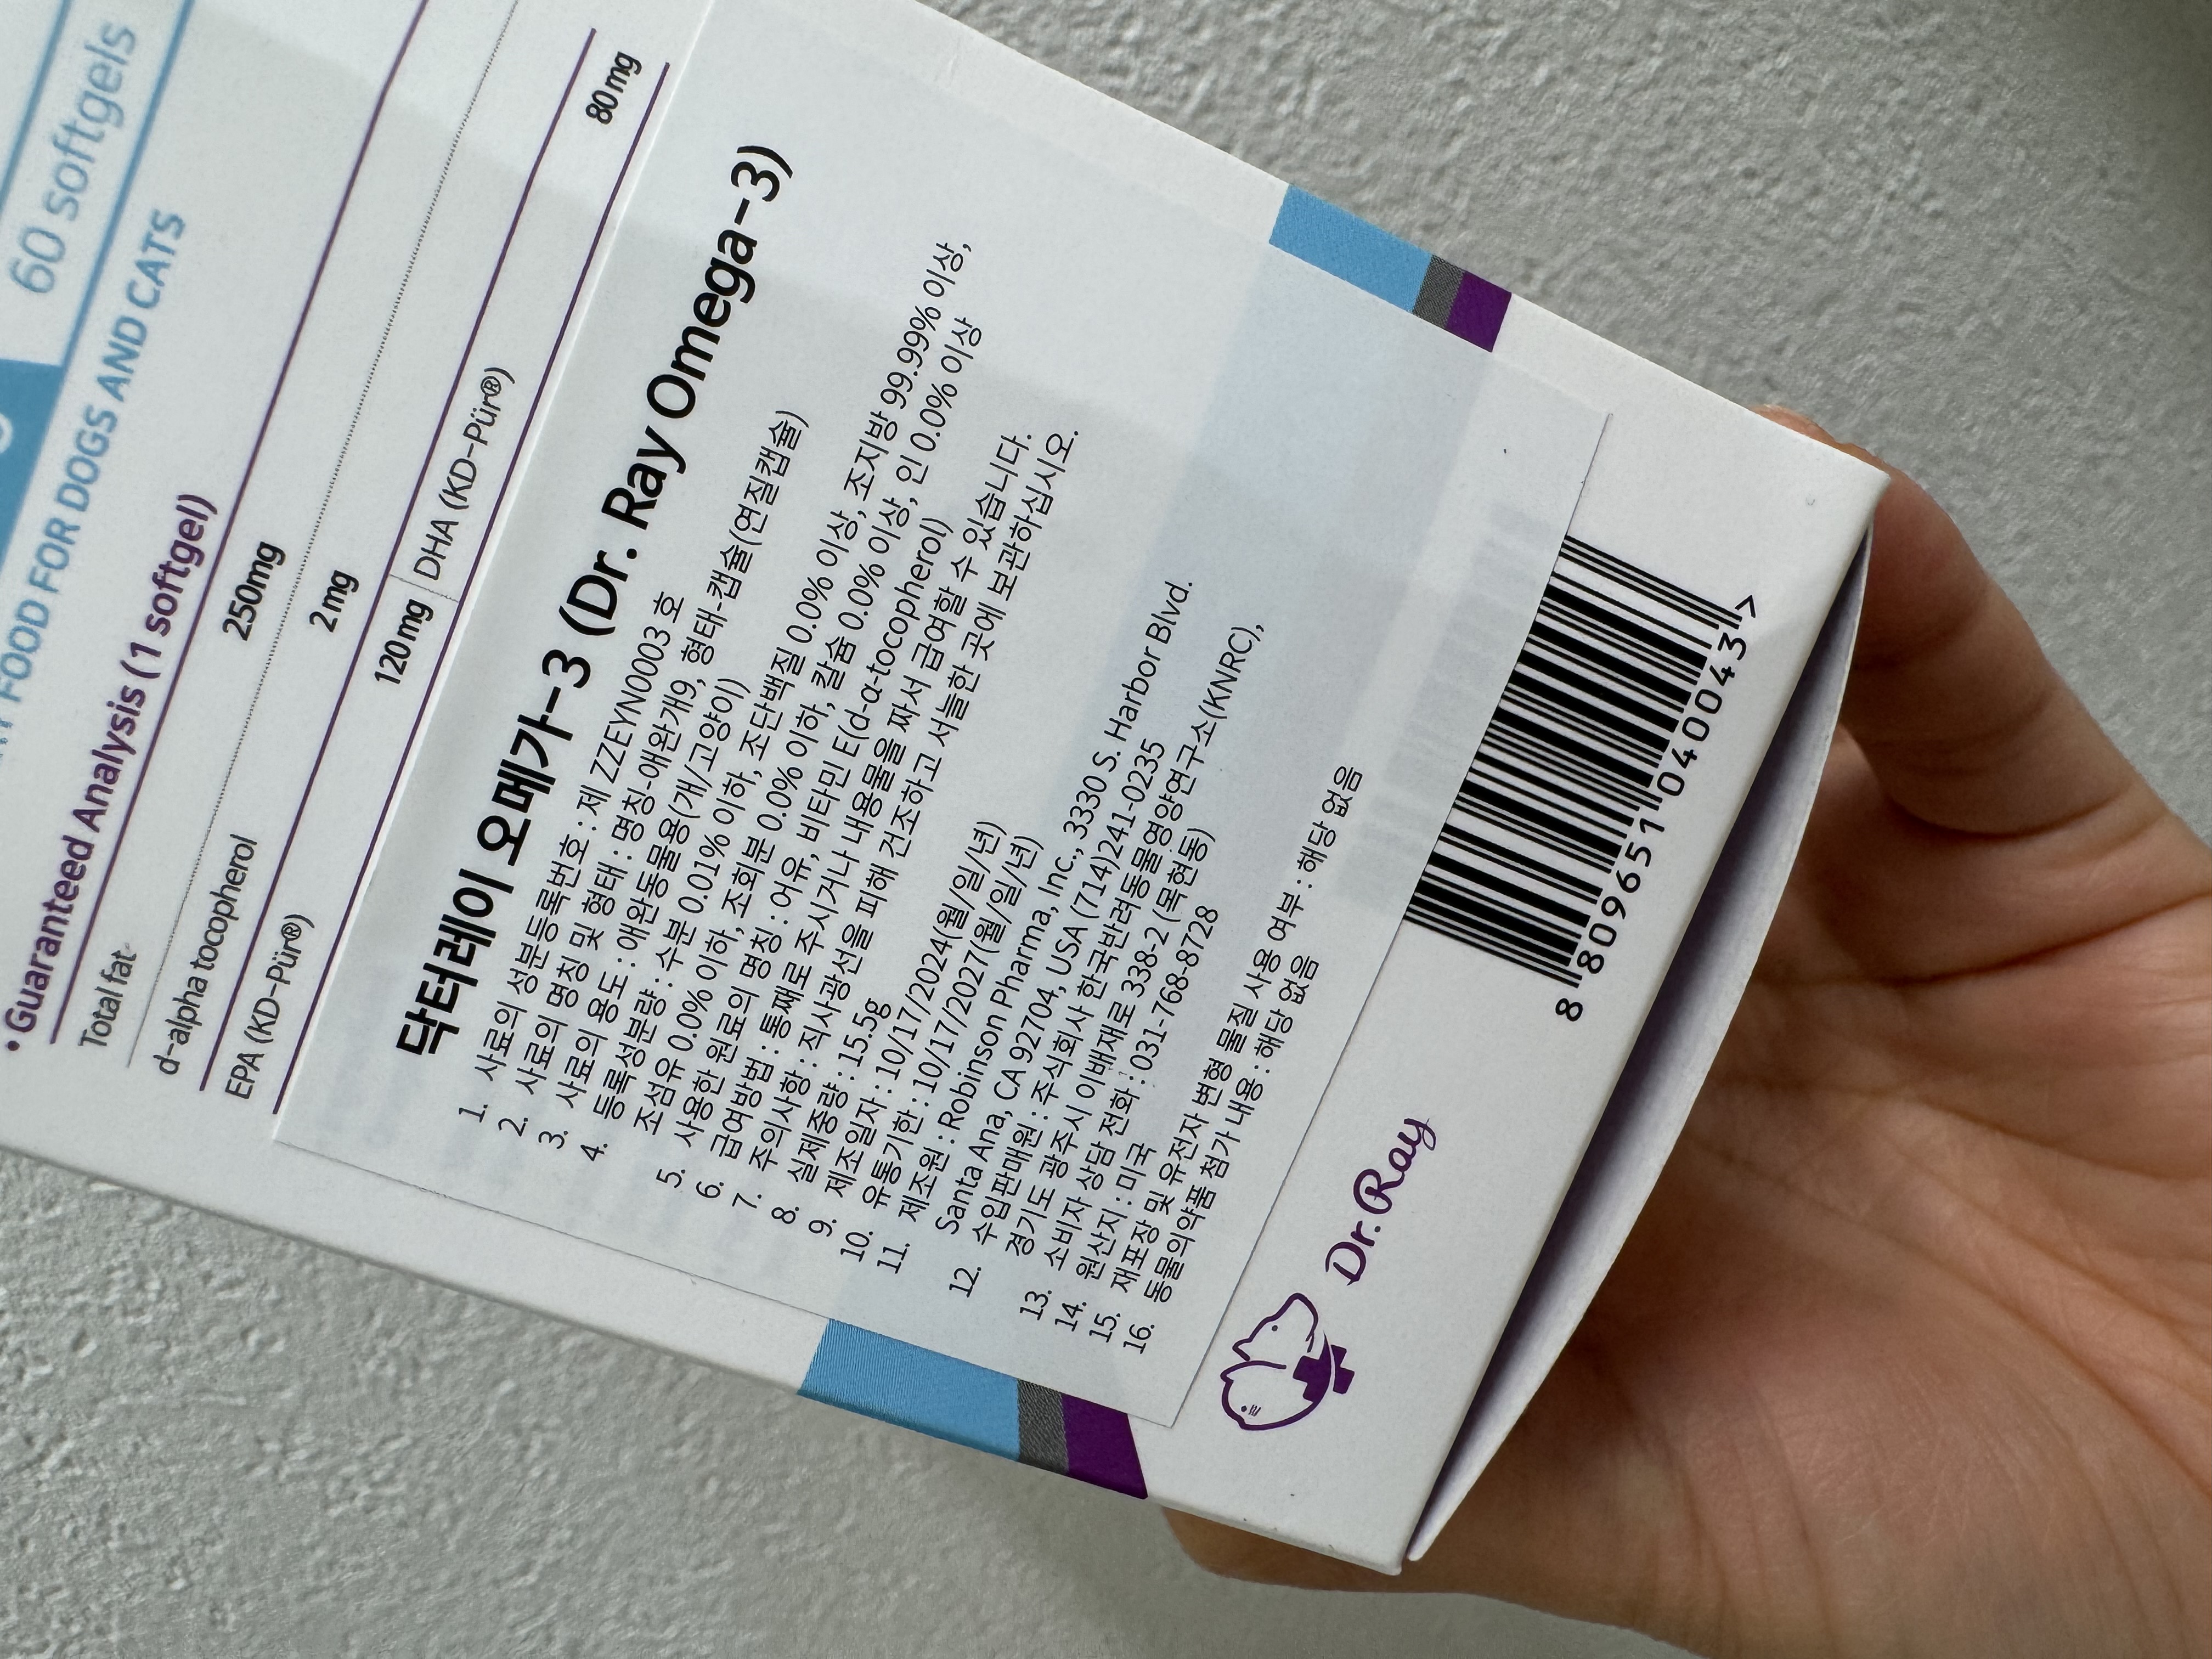 60 softgels
FOOD FOR DOGS AND CATS
• Guaranteed Analysis (1 softgel)
Total fat 250mg
d-alpha tocopherol 2mg
EPA (KD-Pür®) 120mg DHA (KD-Pür®) 80mg
닥터레이 오메가-3 (Dr. Ray Omega-3)
1. 사료의 성분등록번호 : 제 ZZEYN0003 호
2. 사료의 명칭 및 형태 : 명칭-애완개9, 형태-캡슐(연질캡슐)
3. 사료의 용도 : 애완동물용(개/고양이)
4. 등록성분량 : 수분 0.01% 이하, 조단백질 0.0% 이상, 조지방 99.99% 이상,
조섬유 0.0% 이하, 조회분 0.0% 이하, 칼슘 0.0% 이상, 인 0.0% 이상
5. 사용한 원료의 명칭 : 어유, 비타민 E(d-α-tocopherol)
6. 급여방법 : 통째로 주시거나 내용물을 짜서 급여할 수 있습니다.
7. 주의사항 : 직사광선을 피해 건조하고 서늘한 곳에 보관하십시오.
8. 실제중량 : 15.5g
9. 제조일자 : 10/17/2024(월/일/년)
10. 유통기한 : 10/17/2027(월/일/년)
11. 제조원 : Robinson Pharma, Inc., 3330 S. Harbor Blvd.
Santa Ana, CA 92704, USA (714)241-0235
12. 수입판매원 : 주식회사 한국반려동물영양연구소(KNRC),
경기도 광주시 이배재로 338-2 (목현동)
13. 소비자 상담 전화 : 031-768-8728
14. 원산지 : 미국
15. 재포장 및 유전자 변형 물질 사용 여부 : 해당 없음
16. 동물의약품 첨가 내용 : 해당 없음
Dr.Ray
8 809651 040043 >